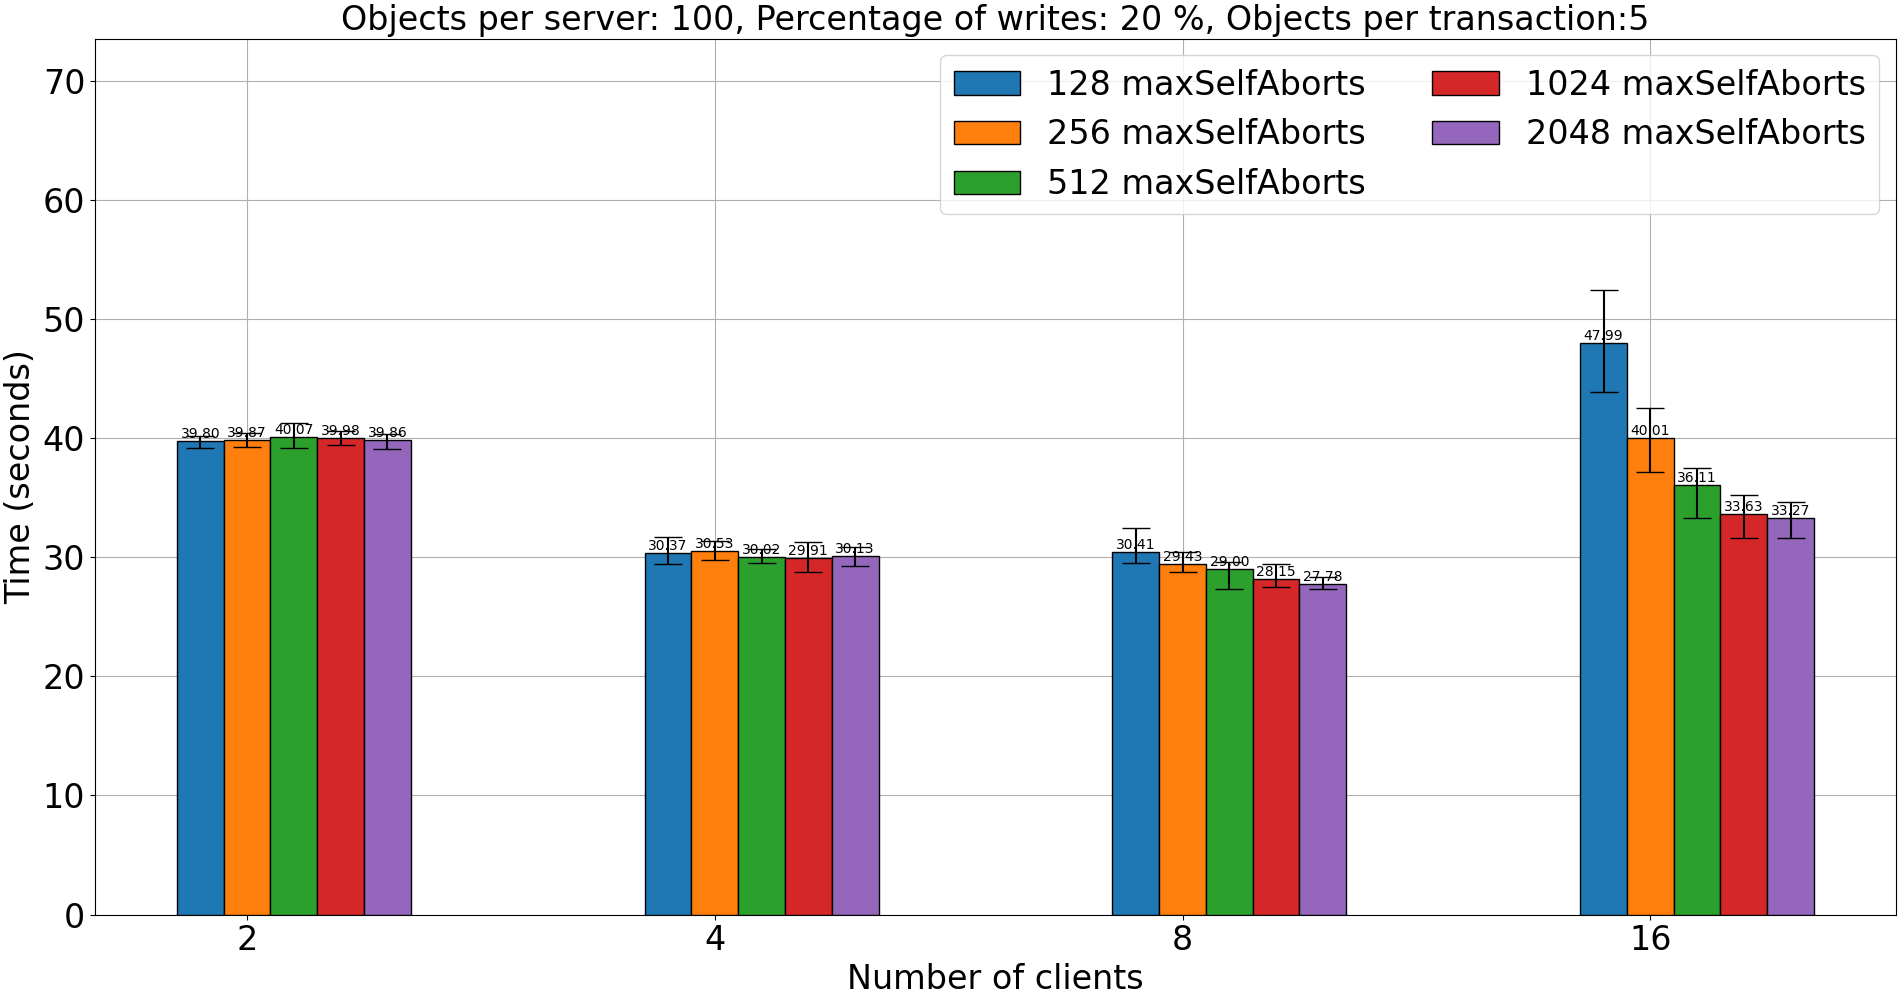 Objects per server: 100, Percentage of writes: 20 %, Objects per transaction:5
128 maxSelfAborts
256 maxSelfAborts
512 maxSelfAborts
1024 maxSelfAborts
2048 maxSelfAborts
Time (seconds)
70
60
50
40
30
20
10
0
39.80 39.87 40.07 39.98 39.86
30.37 30.53 30.02 29.91 30.13
30.41 29.43 29.00 28.15 27.78
47.99 40.01 36.11 33.63 33.27
2 4 8 16
Number of clients